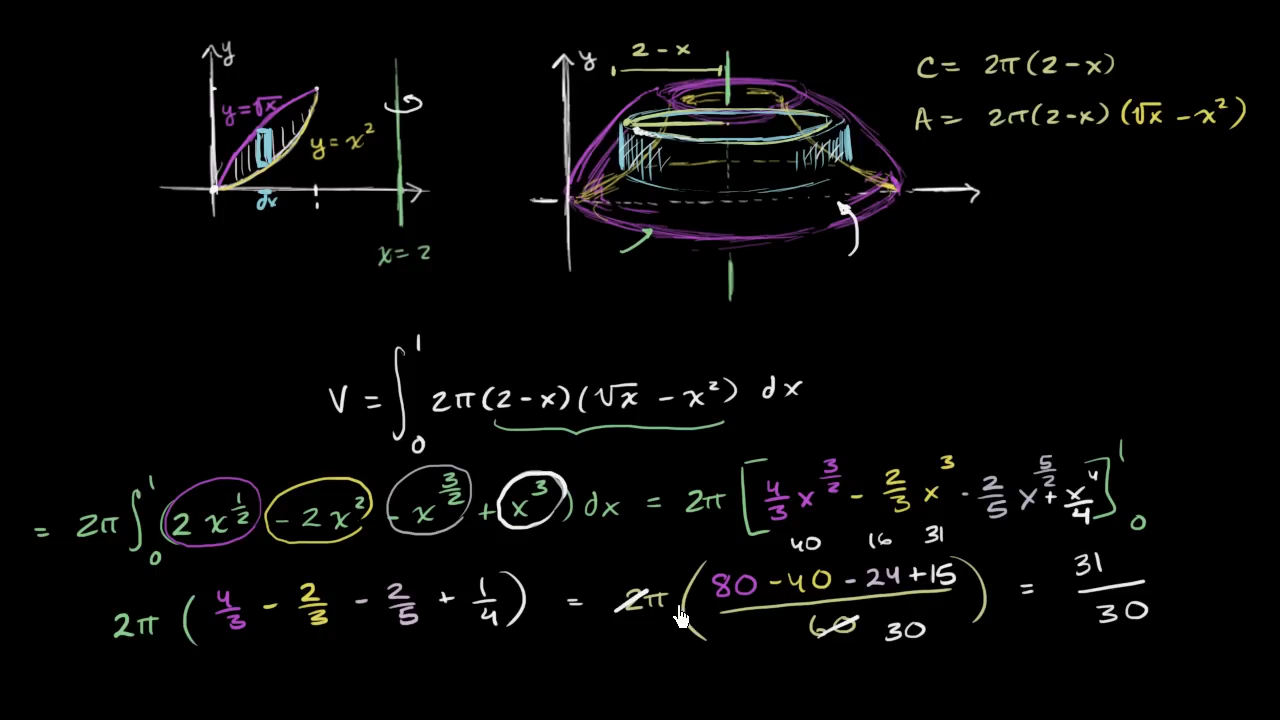 y
y = √x
y = x²
dx
x = 2
2 - x
y
C = 2π(2-x)
A = 2π(2-x)(√x - x²)
V = ∫₀¹ 2π(2-x)(√x - x²) dx
= 2π ∫₀¹ (2x^(1/2) - 2x² - x^(3/2) + x³) dx = 2π [4/3 x^(3/2) - 2/3 x³ - 2/5 x^(5/2) + x⁴/4]₀¹
40 16 31
2π (4/3 - 2/3 - 2/5 + 1/4) = 2π ((80 - 40 - 24 + 15)/60) = 31/30
30